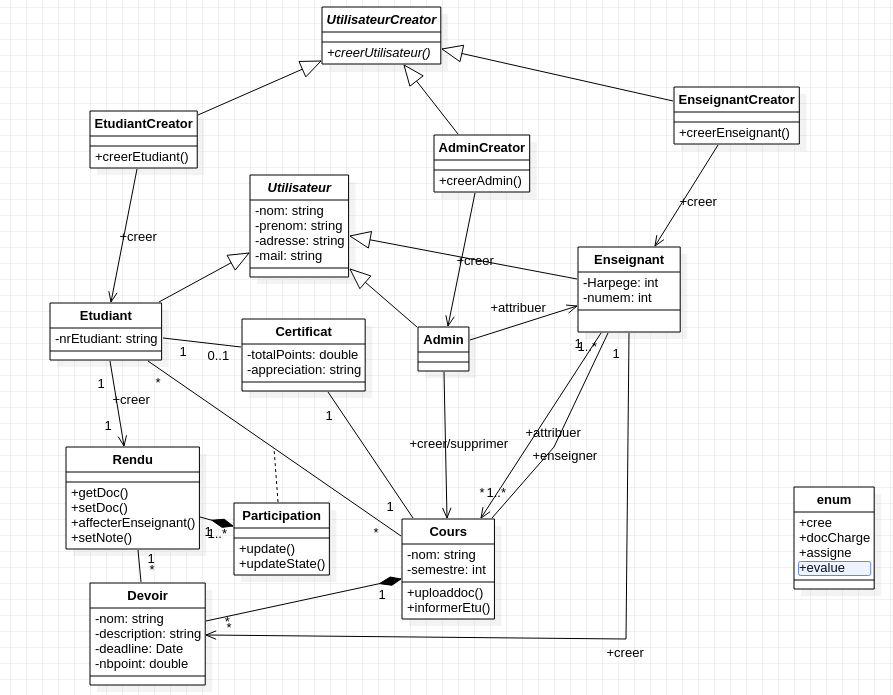 UtilisateurCreator
+creerUtilisateur()
EtudiantCreator
+creerEtudiant()
AdminCreator
+creerAdmin()
EnseignantCreator
+creerEnseignant()
Utilisateur
-nom: string
-prenom: string
-adresse: string
-mail: string
+creer
+creer
+creer
Enseignant
-Harpege: int
-numem: int
Etudiant
-nrEtudiant: string
Certificat
-totalPoints: double
-appreciation: string
Admin
+attribuer
1
0..1
1
1..*
1
*
1
+creer
1
1
+creer/supprimer
+attribuer
+enseigner
Rendu
+getDoc()
+setDoc()
+affecterEnseignant()
+setNote()
*
1..*
1
Participation
+update()
+updateState()
1
1..*
*
Cours
-nom: string
-semestre: int
+uploaddoc()
+informerEtu()
enum
+cree
+docCharge
+assigne
+evalue
1
*
Devoir
-nom: string
-description: string
-deadline: Date
-nbpoint: double
1
*
*
+creer